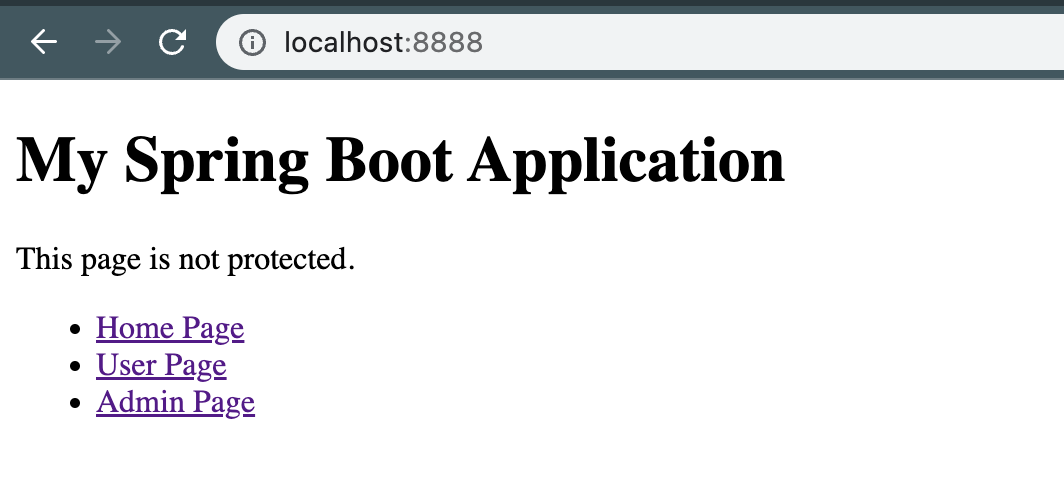 localhost:8888
My Spring Boot Application
This page is not protected.
Home Page
User Page
Admin Page